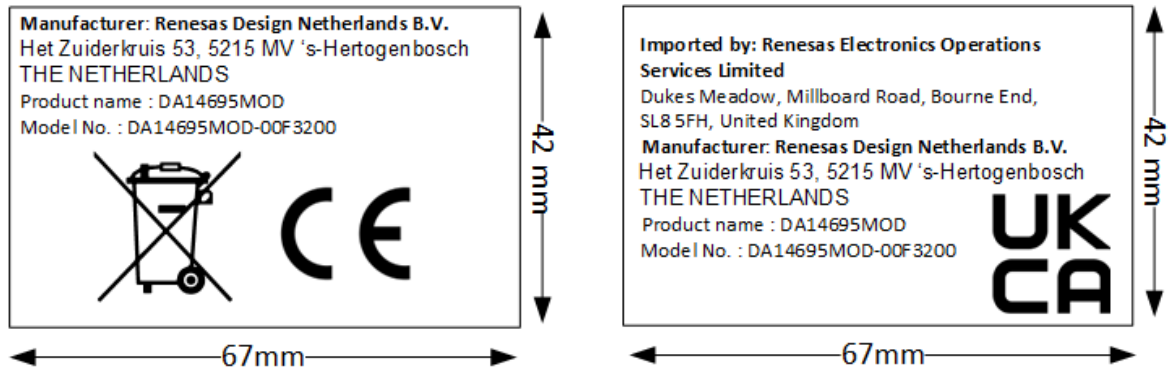 Manufacturer: Renesas Design Netherlands B.V.
Het Zuiderkruis 53, 5215 MV ‘s-Hertogenbosch
THE NETHERLANDS
Product name : DA14695MOD
Model No. : DA14695MOD-00F3200
CE
42 mm
67mm
Imported by: Renesas Electronics Operations
Services Limited
Dukes Meadow, Millboard Road, Bourne End,
SL8 5FH, United Kingdom
Manufacturer: Renesas Design Netherlands B.V.
Het Zuiderkruis 53, 5215 MV ‘s-Hertogenbosch
THE NETHERLANDS
Product name : DA14695MOD
Model No. : DA14695MOD-00F3200
UK
CA
42 mm
67mm